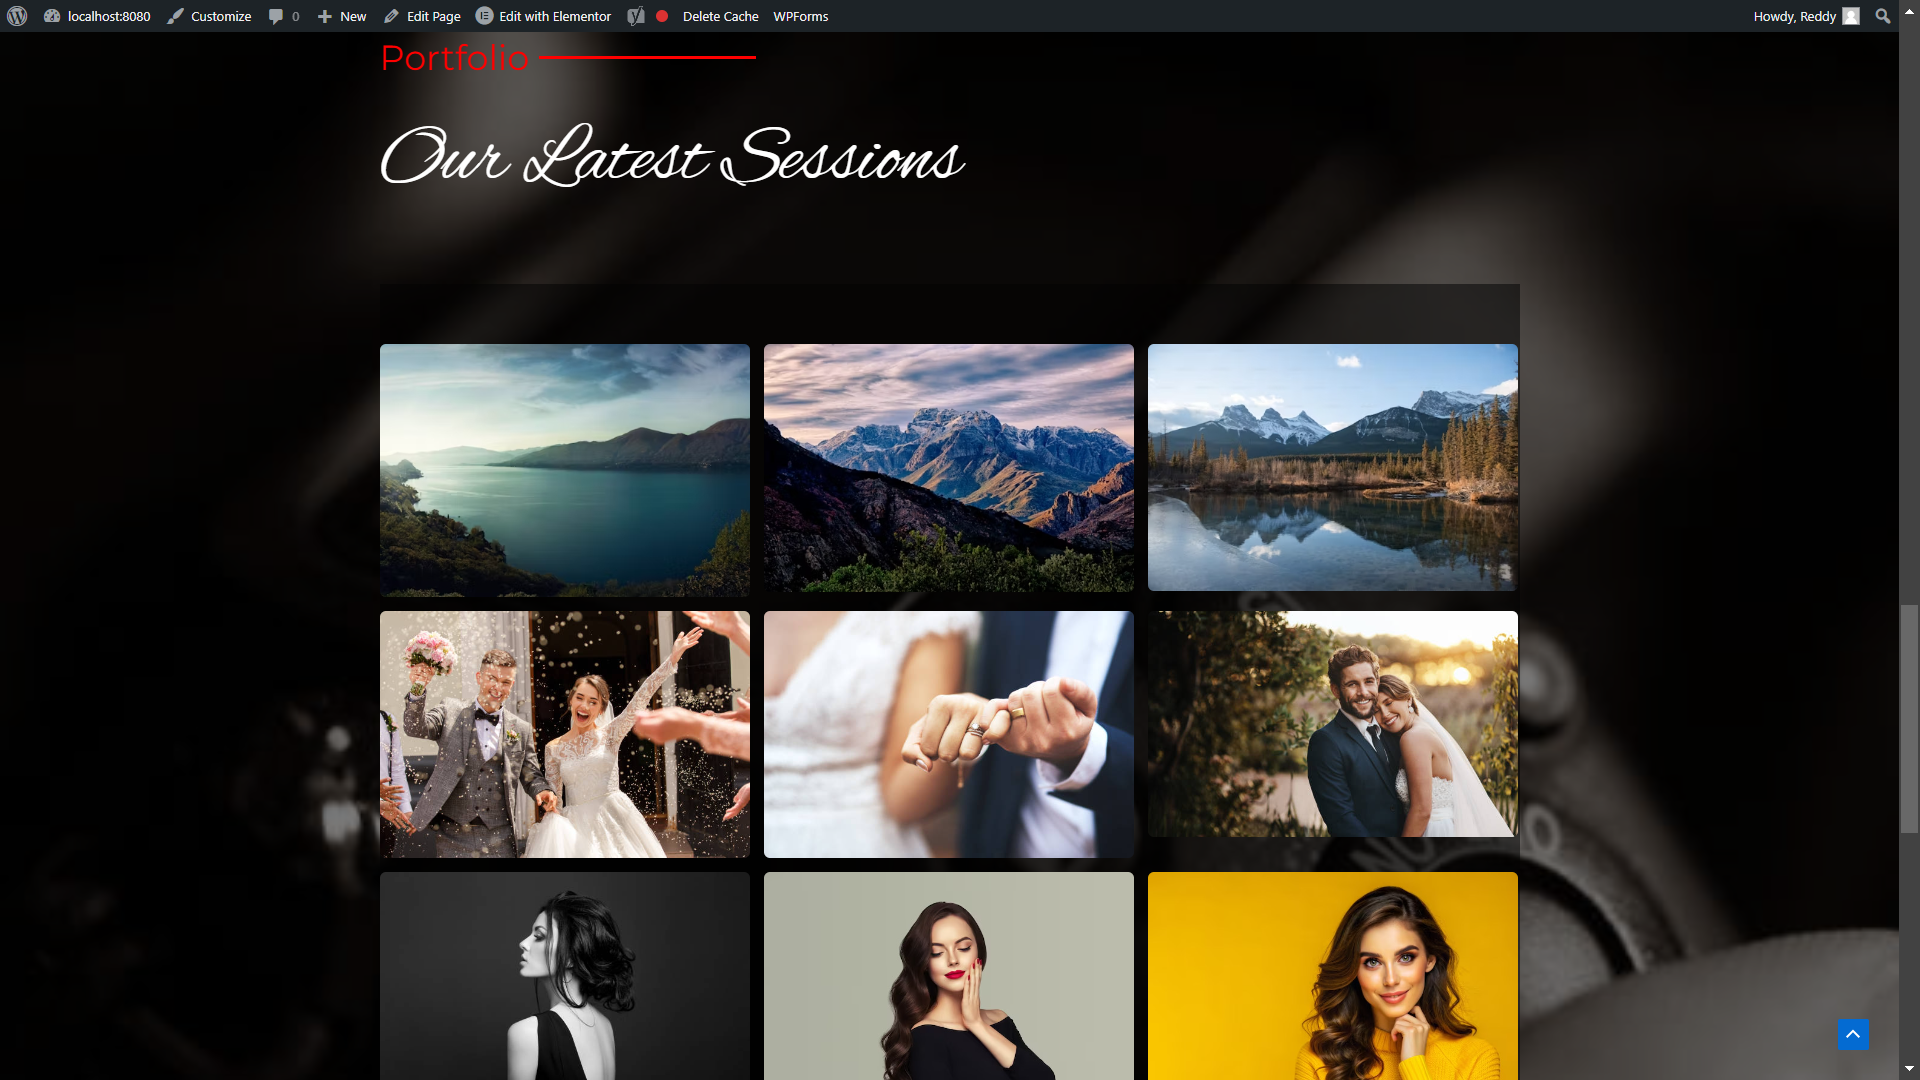 localhost:8080 Customize 0 New Edit Page Edit with Elementor Delete Cache WPForms Howdy, Reddy
Portfolio
Our Latest Sessions